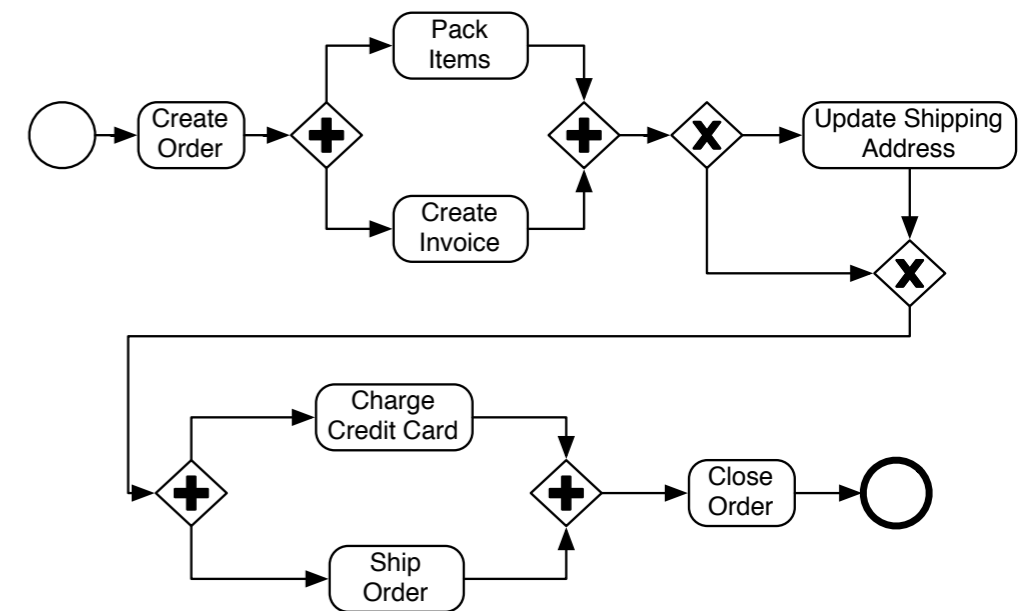 Create
Order
Pack
Items
Create
Invoice
Update Shipping
Address
Charge
Credit Card
Ship
Order
Close
Order